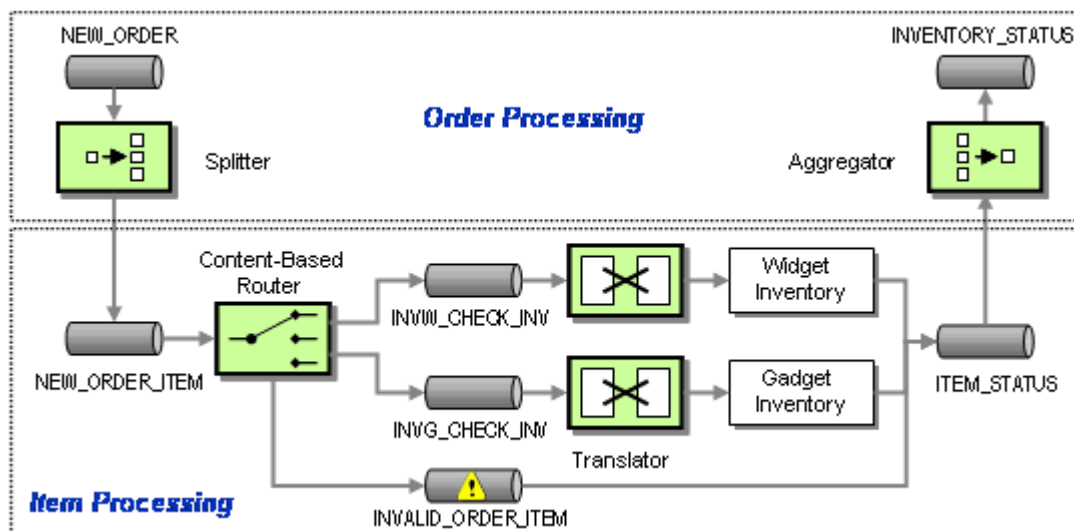 NEW_ORDER
INVENTORY_STATUS
Order Processing
Splitter
Aggregator
Content-Based
Router
Widget
Inventory
INVW_CHECK_INV
NEW_ORDER_ITEM
Gadget
Inventory
ITEM_STATUS
INVG_CHECK_INV
Translator
Item Processing
INVALID_ORDER_ITEM